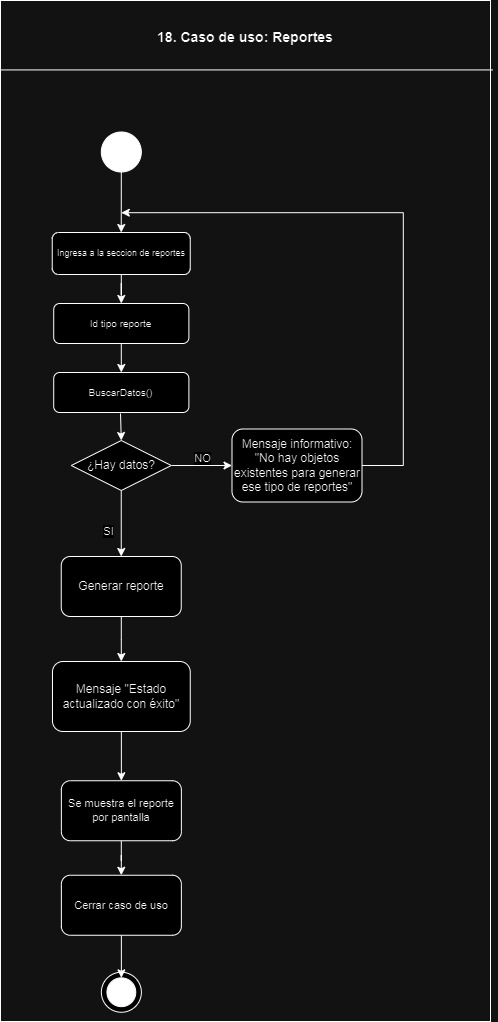 18. Caso de uso: Reportes
Ingresa a la seccion de reportes
Id tipo reporte
BuscarDatos()
¿Hay datos?
NO
Mensaje informativo:
"No hay objetos
existentes para generar
ese tipo de reportes"
SI
Generar reporte
Mensaje "Estado
actualizado con éxito"
Se muestra el reporte
por pantalla
Cerrar caso de uso